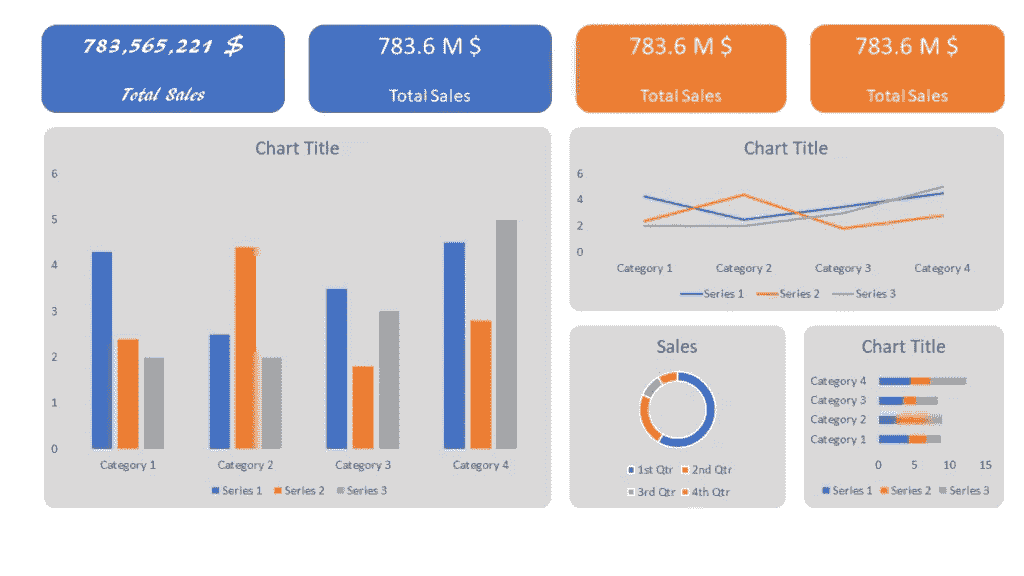 783,565,221 $
Total Sales
783.6 M $
Total Sales
783.6 M $
Total Sales
783.6 M $
Total Sales
Chart Title
6
5
4
3
2
1
0
Category 1 Category 2 Category 3 Category 4
Series 1 Series 2 Series 3
Chart Title
6
4
2
0
Category 1 Category 2 Category 3 Category 4
Series 1 Series 2 Series 3
Sales
1st Qtr 2nd Qtr
3rd Qtr 4th Qtr
Chart Title
Category 4
Category 3
Category 2
Category 1
0 5 10 15
Series 1 Series 2 Series 3